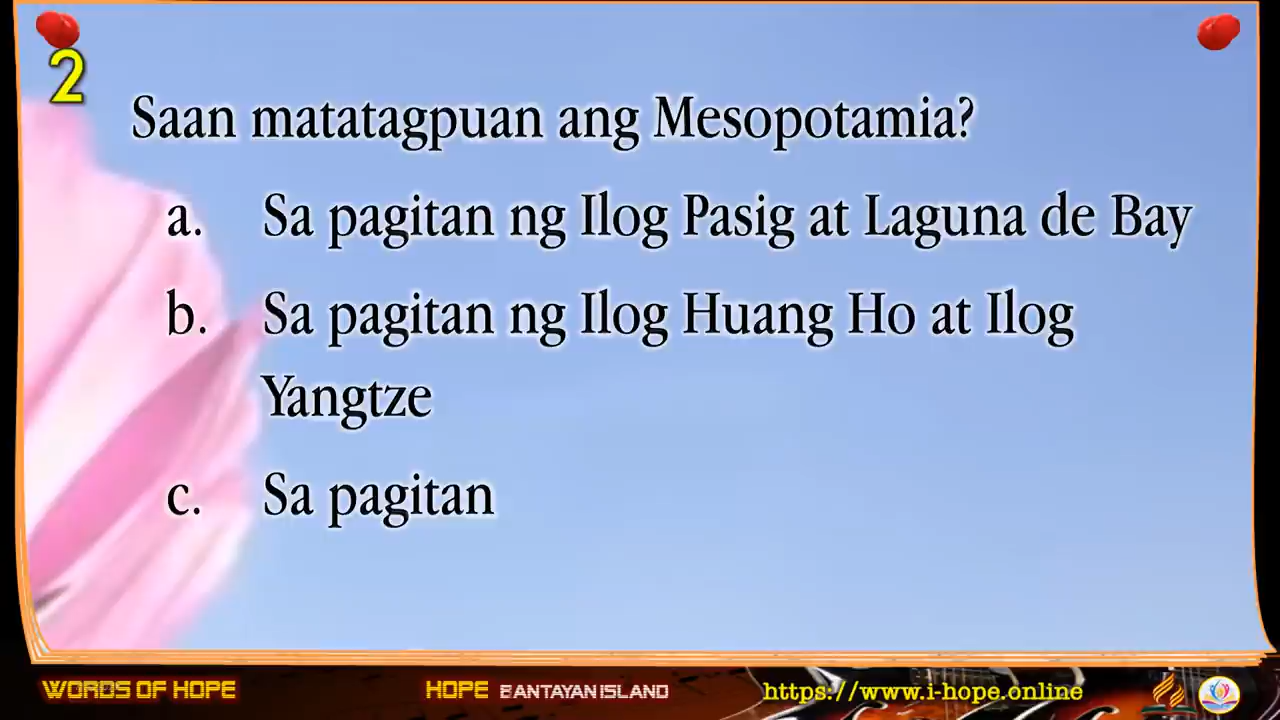 2
Saan matatagpuan ang Mesopotamia?
a. Sa pagitan ng Ilog Pasig at Laguna de Bay
b. Sa pagitan ng Ilog Huang Ho at Ilog
Yangtze
c. Sa pagitan
WORDS OF HOPE HOPE BANTAYAN ISLAND https://www.i-hope.online